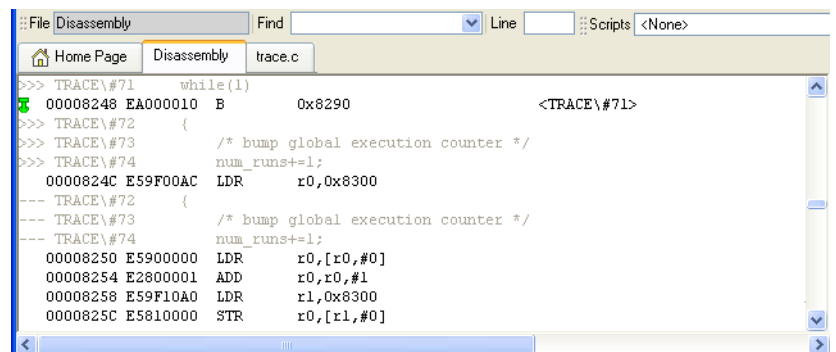 File Disassembly Find Line Scripts <None>
Home Page Disassembly trace.c
>>> TRACE\#71 while(1)
00008248 EA000010 B 0x8290 <TRACE\#71>
>>> TRACE\#72 {
>>> TRACE\#73 /* bump global execution counter */
>>> TRACE\#74 num_runs+=1;
0000824C E59F00AC LDR r0,0x8300
--- TRACE\#72 {
--- TRACE\#73 /* bump global execution counter */
--- TRACE\#74 num_runs+=1;
00008250 E5900000 LDR r0,[r0,#0]
00008254 E2800001 ADD r0,r0,#1
00008258 E59F10A0 LDR r1,0x8300
0000825C E5810000 STR r0,[r1,#0]